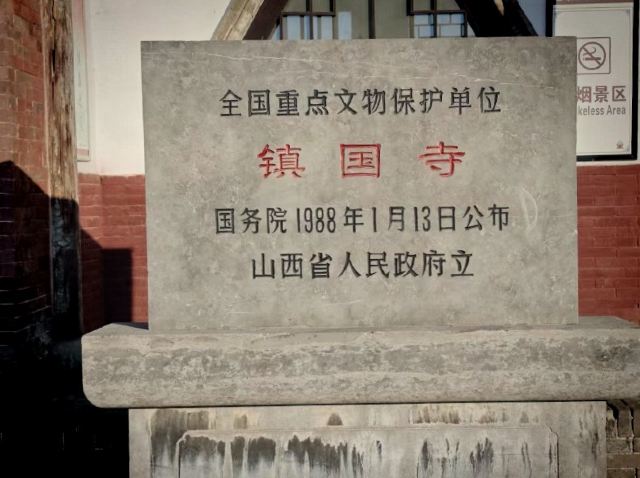 全国重点文物保护单位
镇国寺
国务院1988年1月13日公布
山西省人民政府立
烟景区
keless Area